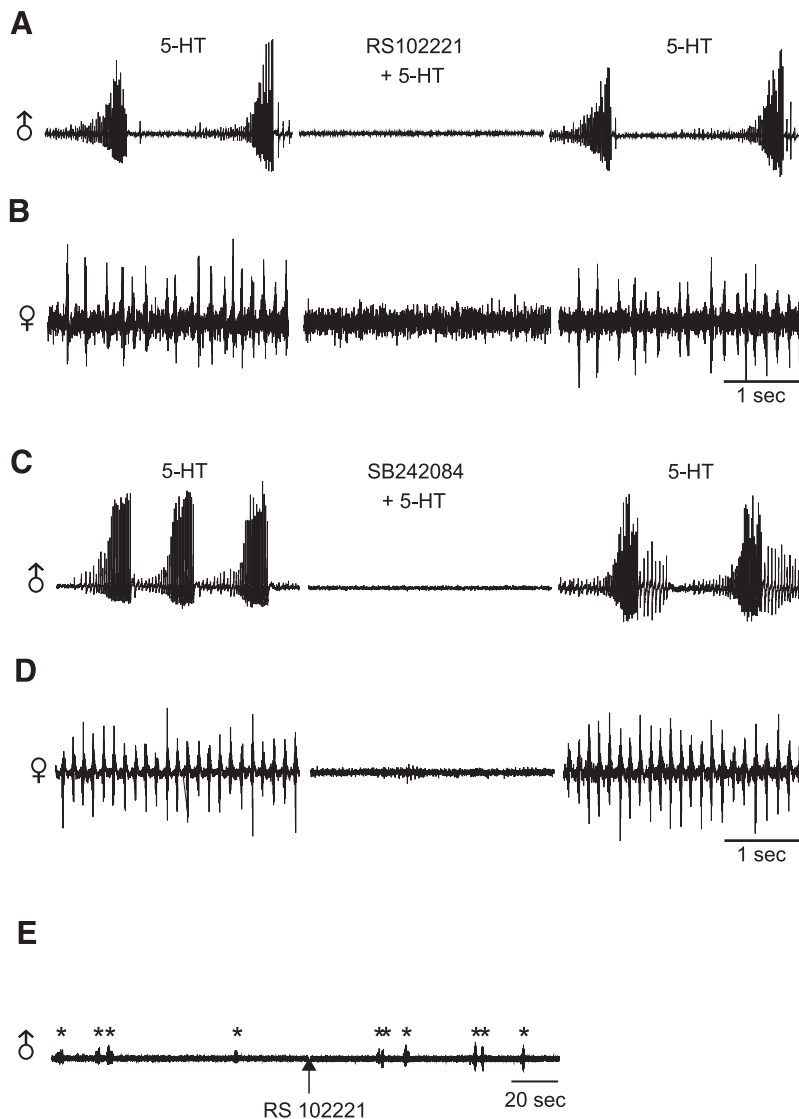 A
5-HT
RS102221
+ 5-HT
5-HT
♂
B
♀
1 sec
C
5-HT
SB242084
+ 5-HT
5-HT
♂
D
♀
1 sec
E
* ** * ** * ** *
♂
RS 102221
20 sec